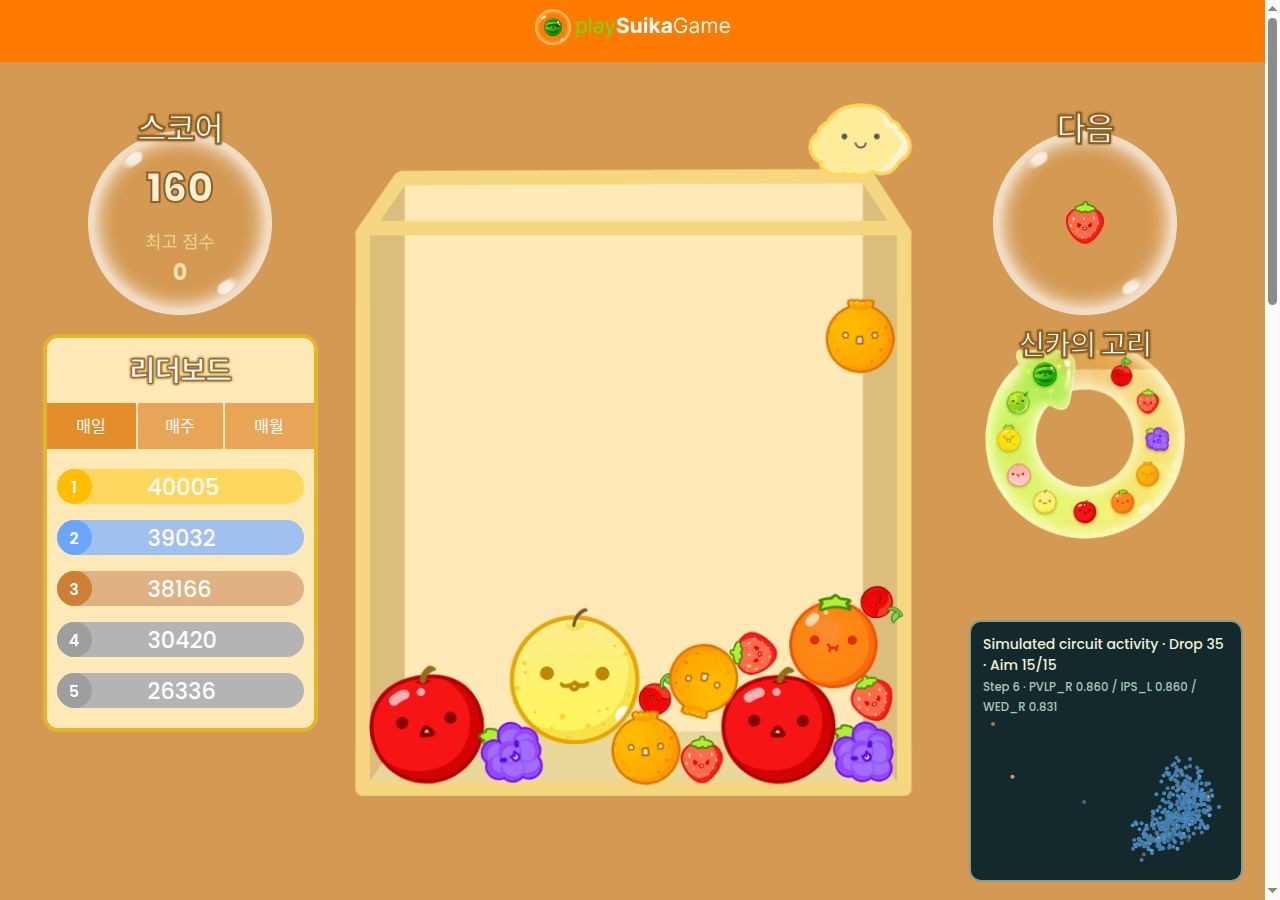 playSuikaGame
스코어
160
최고 점수
0
리더보드
매일 매주 매월
1 40005
2 39032
3 38166
4 30420
5 26336
다음
신카의 고리
Simulated circuit activity · Drop 35
· Aim 15/15
Step 6 · PVLP_R 0.860 / IPS_L 0.860 /
WED_R 0.831